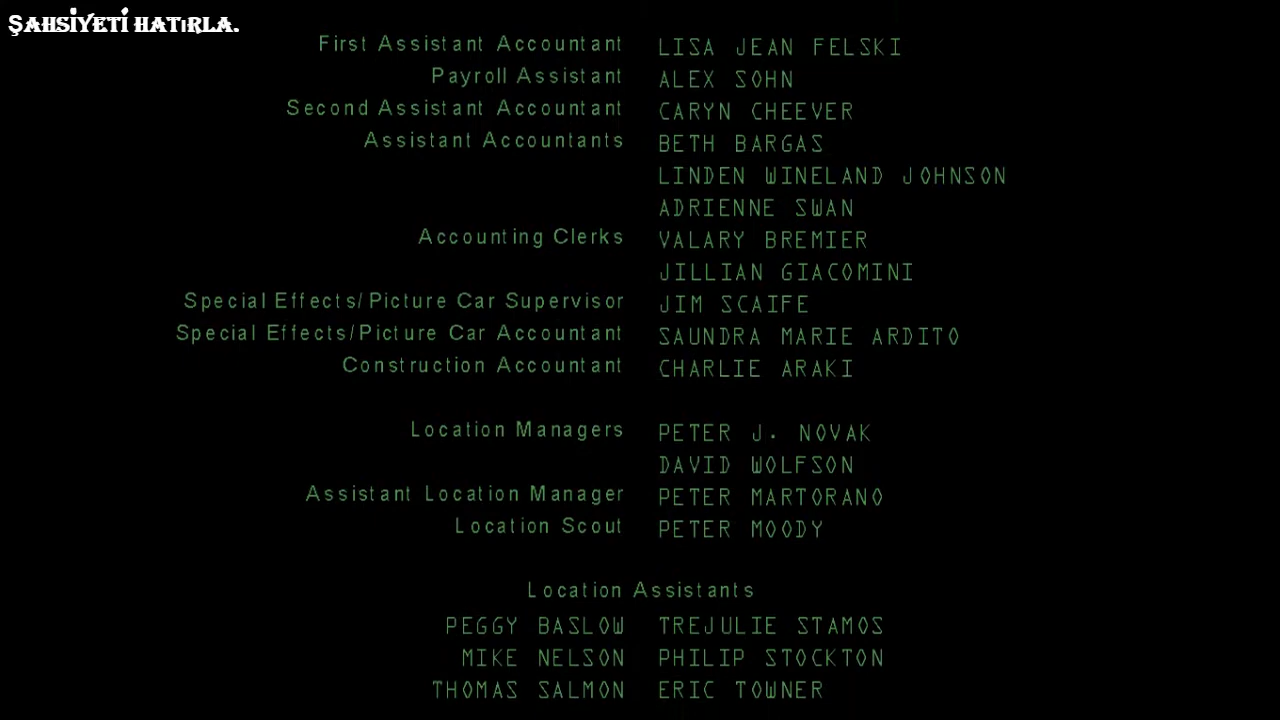 ŞAHSİYETİ HATIRLA.
First Assistant Accountant LISA JEAN FELSKI
Payroll Assistant ALEX SOHN
Second Assistant Accountant CARYN CHEEVER
Assistant Accountants BETH BARGAS
LINDEN WINELAND JOHNSON
ADRIENNE SWAN
Accounting Clerks VALARY BREMIER
JILLIAN GIACOMINI
Special Effects/Picture Car Supervisor JIM SCAIFE
Special Effects/Picture Car Accountant SAUNDRA MARIE ARDITO
Construction Accountant CHARLIE ARAKI
Location Managers PETER J. NOVAK
DAVID WOLFSON
Assistant Location Manager PETER MARTORANO
Location Scout PETER MOODY
Location Assistants
PEGGY BASLOW TREJULIE STAMOS
MIKE NELSON PHILIP STOCKTON
THOMAS SALMON ERIC TOWNER